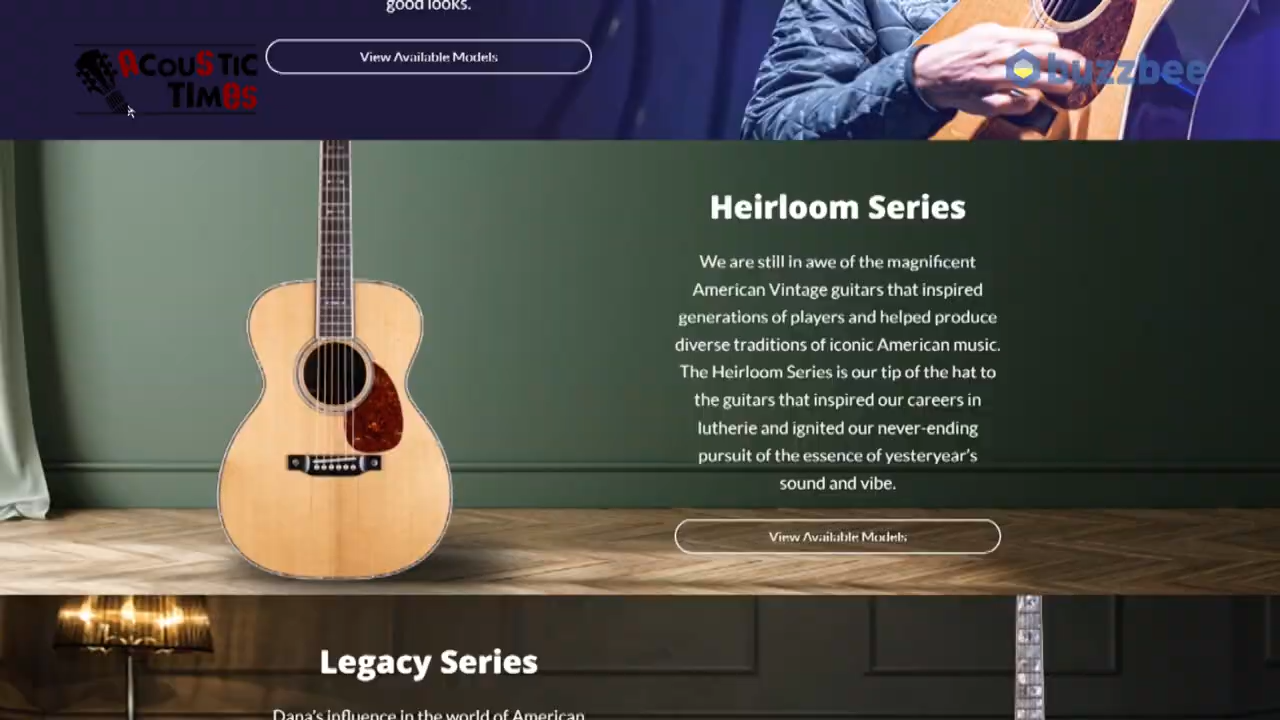 good looks.
View Available Models
AcouSTic
TIMes
buzzbee
Heirloom Series
We are still in awe of the magnificent
American Vintage guitars that inspired
generations of players and helped produce
diverse traditions of iconic American music.
The Heirloom Series is our tip of the hat to
the guitars that inspired our careers in
lutherie and ignited our never-ending
pursuit of the essence of yesteryear's
sound and vibe.
View Available Models
Legacy Series
Dana's influence in the world of American